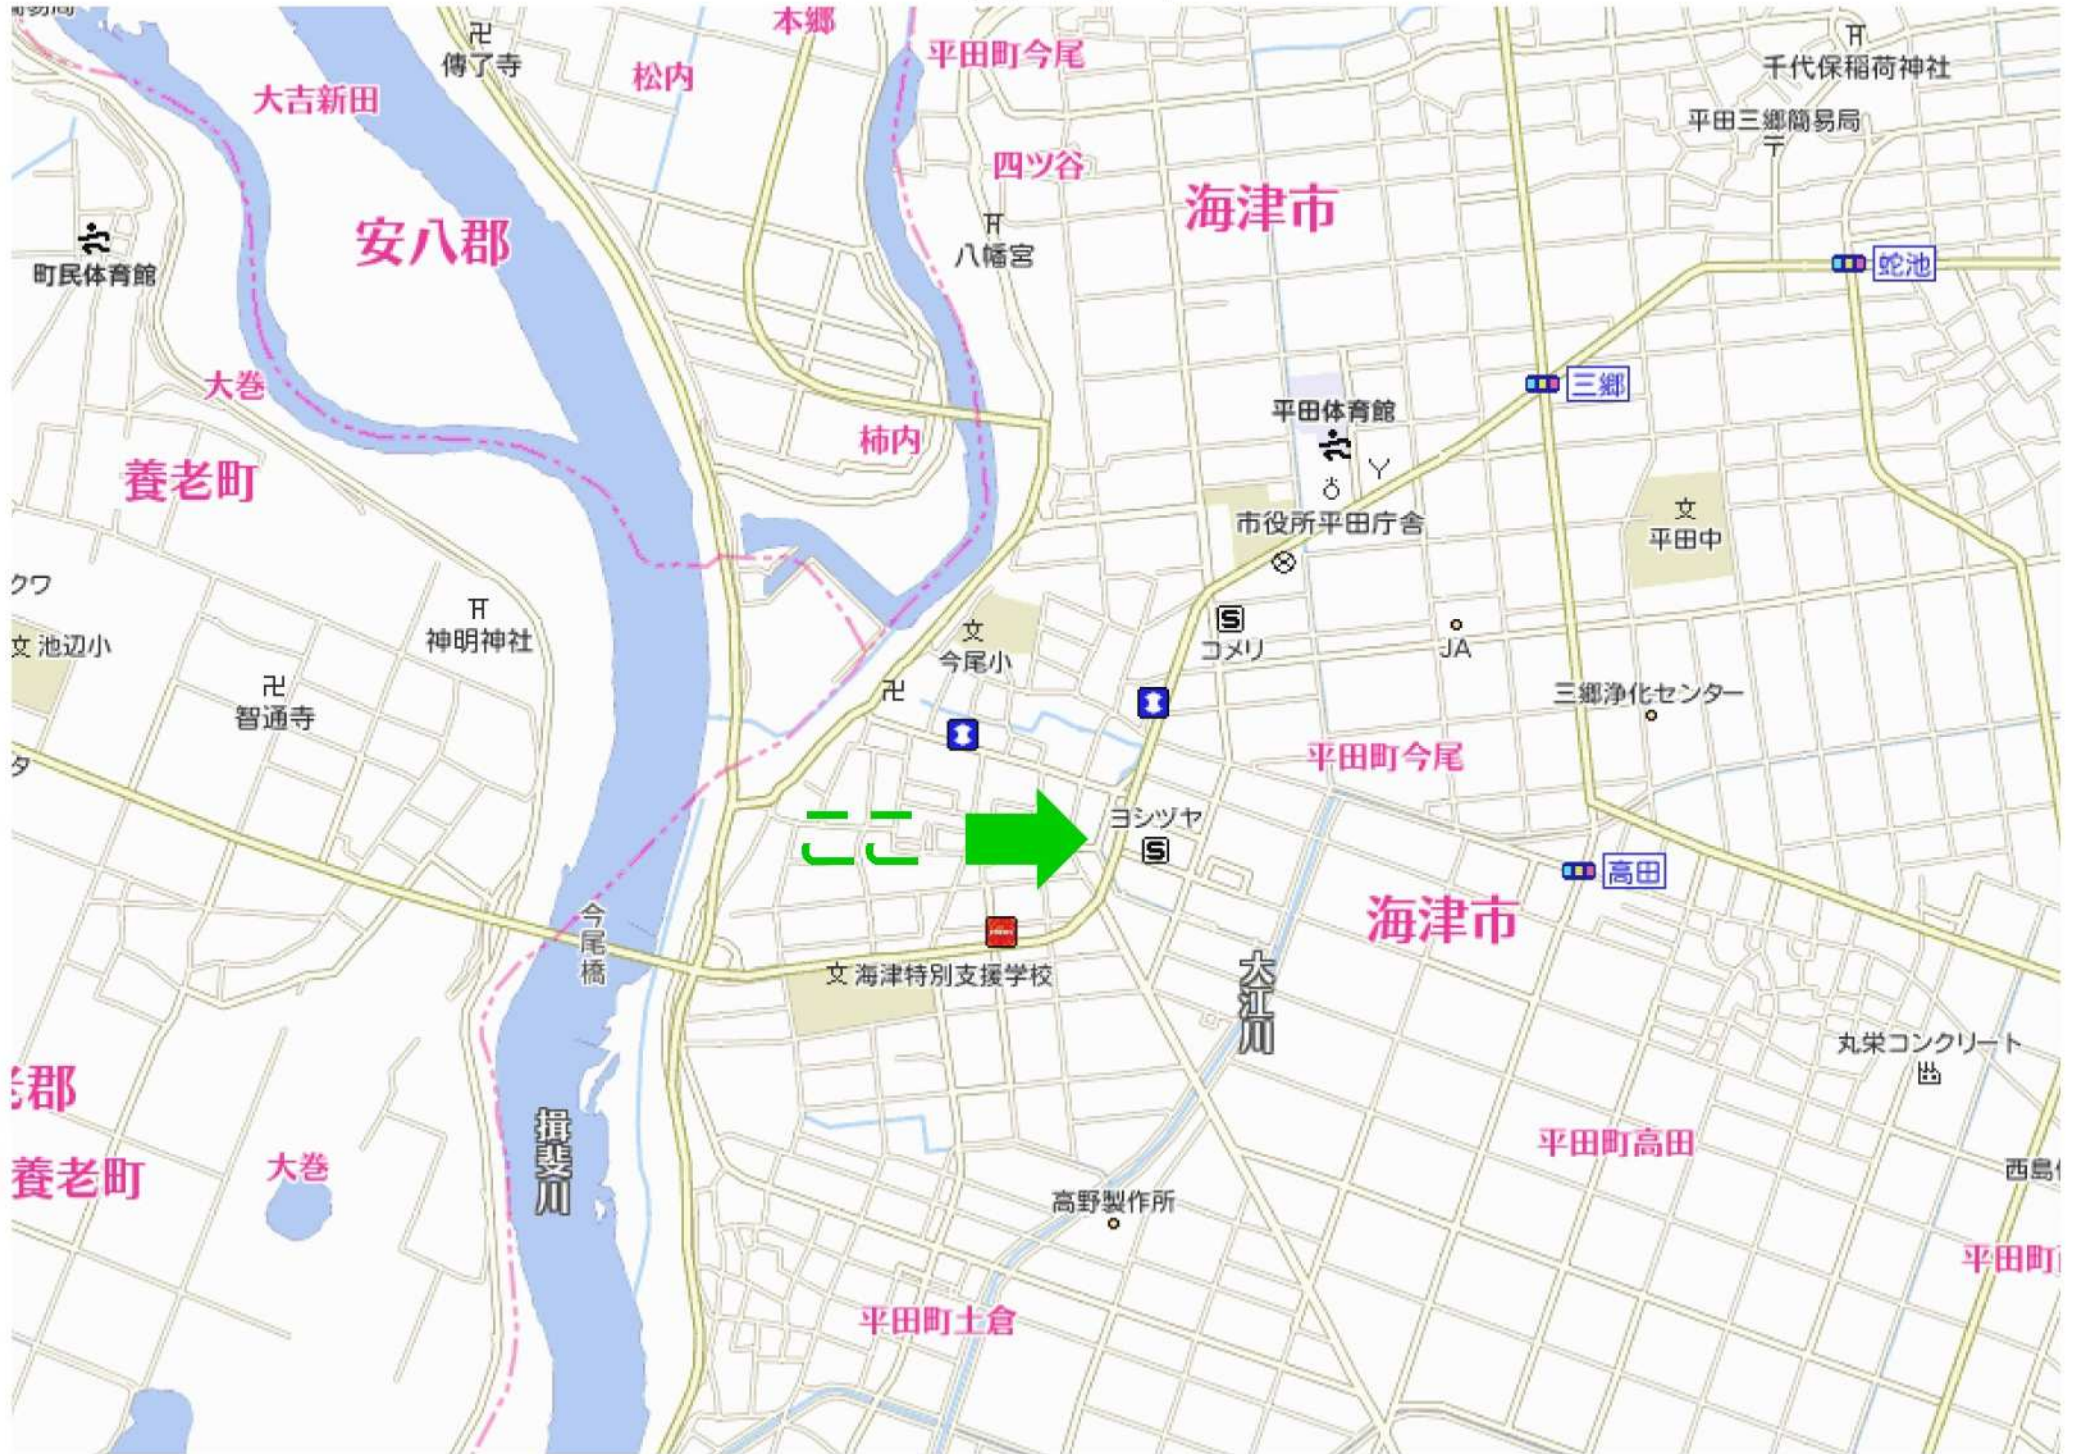 本郷
傳了寺
松内
平田町今尾
千代保稲荷神社
大吉新田
平田三郷簡易局
四ツ谷
海津市
安八郡
八幡宮
町民体育館
蛇池
大巻
三郷
平田体育館
柿内
養老町
市役所平田庁舎
文
平田中
クワ
神明神社
文 池辺小
文
今尾小
コメリ
JA
三郷浄化センター
智通寺
平田町今尾
タ
ここ
ヨシヅヤ
S
高田
海津市
今尾橋
文 海津特別支援学校
大江川
丸栄コンクリート
郡
揖斐川
平田町高田
大巻
養老町
西島
高野製作所
平田町
平田町土倉